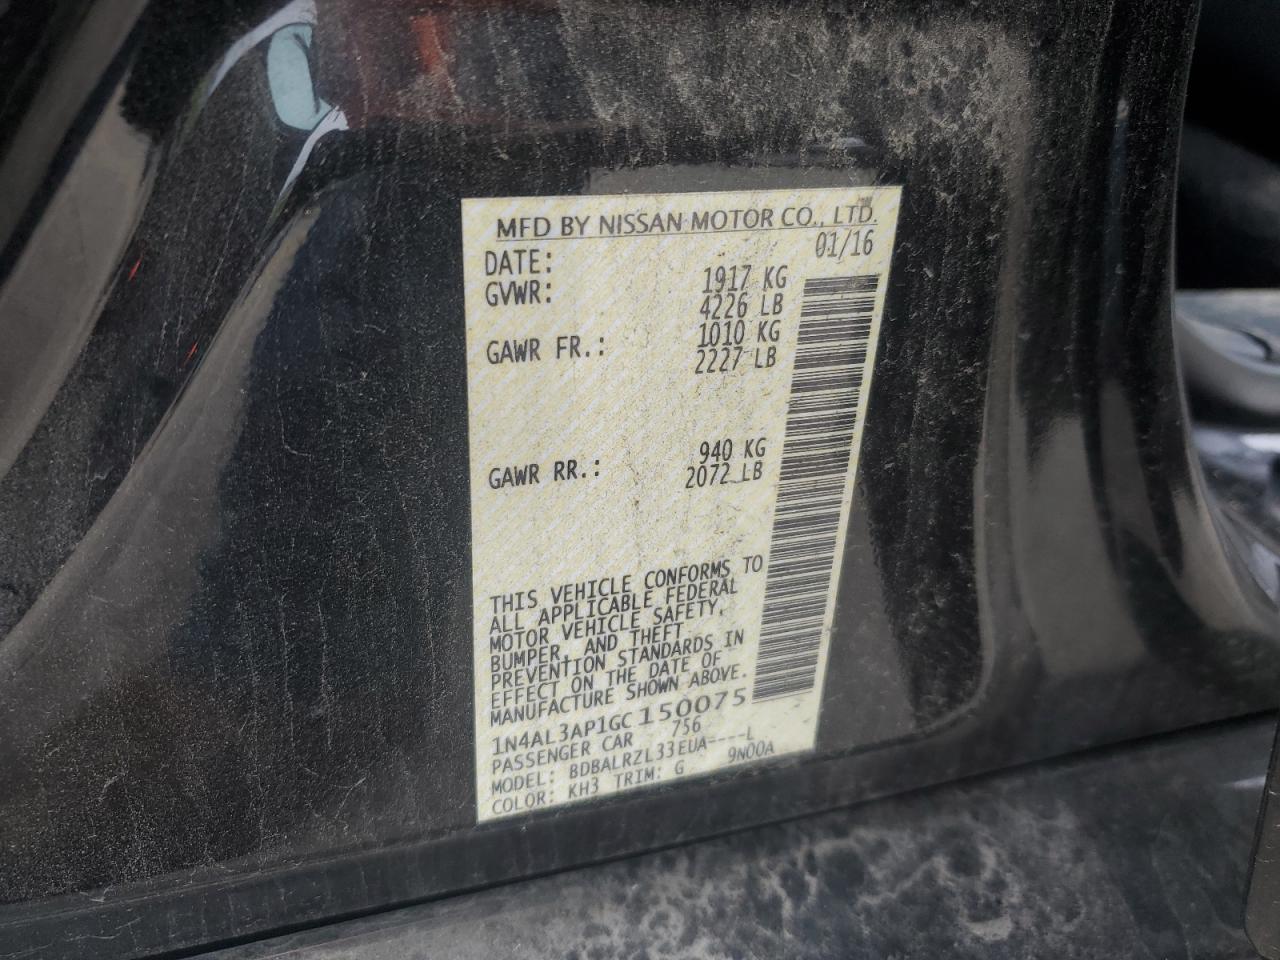 MFD BY NISSAN MOTOR CO., LTD.
DATE: 01/16
GVWR: 1917 KG
4226 LB
GAWR FR.: 1010 KG
2227 LB
GAWR RR.: 940 KG
2072 LB
THIS VEHICLE CONFORMS TO
ALL APPLICABLE FEDERAL
MOTOR VEHICLE SAFETY,
BUMPER, AND THEFT
PREVENTION STANDARDS IN
EFFECT ON THE DATE OF
MANUFACTURE SHOWN ABOVE.
1N4AL3AP1GC150075
PASSENGER CAR 756
MODEL: BDBALRZL33EUA----L
COLOR: KH3 TRIM: G 9N00A